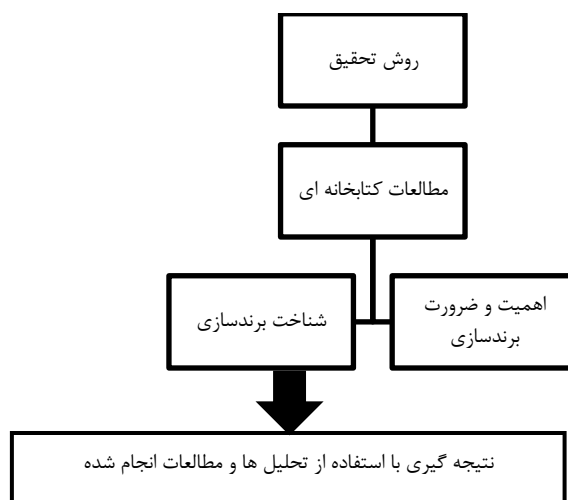 روش تحقیق
مطالعات کتابخانه ای
اهمیت و ضرورت
برندسازی
شناخت برندسازی
نتیجه گیری با استفاده از تحلیل ها و مطالعات انجام شده